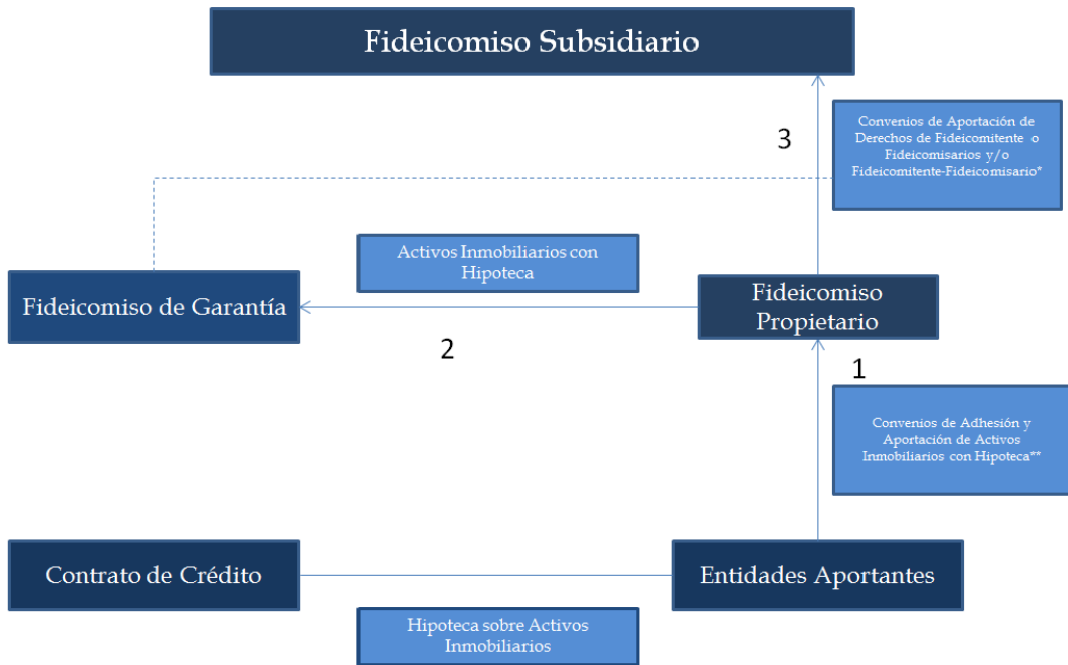 Fideicomiso Subsidiario
3
Convenios de Aportación de
Derechos de Fideicomitente o
Fideicomisarios y/o
Fideicomitente-Fideicomisario*
Activos Inmobiliarios con
Hipoteca
Fideicomiso de Garantía
Fideicomiso
Propietario
2
1
Convenios de Adhesión y
Aportación de Activos
Inmobiliarios con Hipoteca**
Contrato de Crédito
Entidades Aportantes
Hipoteca sobre Activos
Inmobiliarios